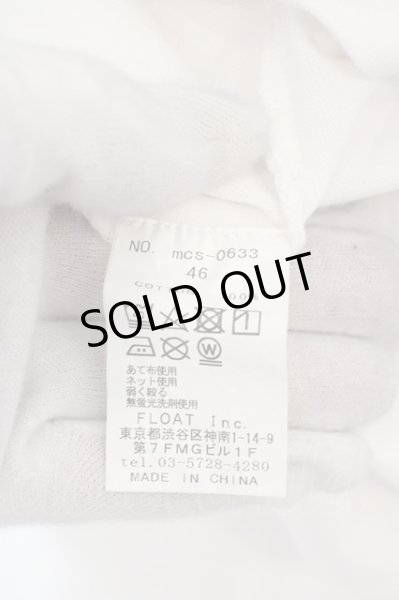 NO. mcs-0633
46
SOLD OUT
あて布使用
ネット使用
弱く絞る
無蛍光洗剤使用
FLOAT Inc.
東京都渋谷区神南1-14-9
第7FMGビル1F
tel.03-5728-4280
MADE IN CHINA